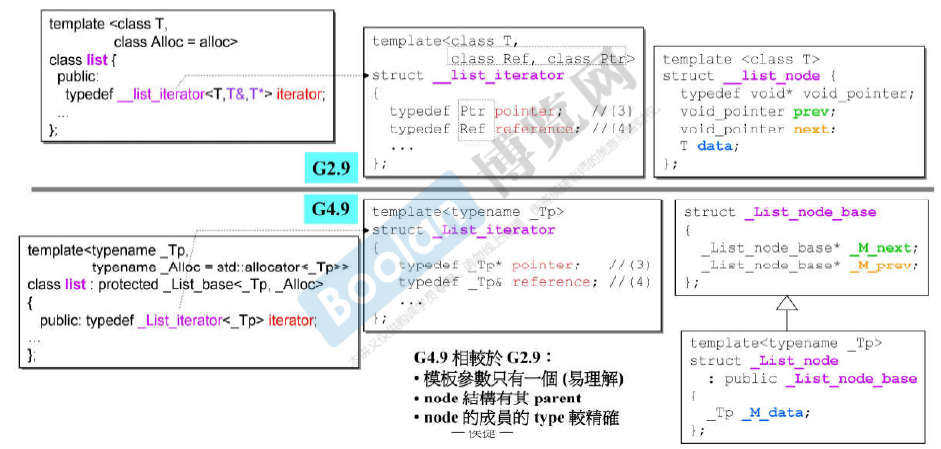 template <class T,
class Alloc = alloc>
class list {
public:
typedef __list_iterator<T,T&,T*> iterator;
...
};
template<class T,
class Ref, class Ptr>
struct __list_iterator
{
typedef Ptr pointer; //(3)
typedef Ref reference; //(4)
...
};
template <class T>
struct __list_node {
typedef void* void_pointer;
void_pointer prev;
void_pointer next;
T data;
};
G2.9
G4.9
template<typename _Tp,
typename _Alloc = std::allocator<_Tp>>
class list : protected _List_base<_Tp, _Alloc>
{
public: typedef _List_iterator<_Tp> iterator;
...
};
template<typename _Tp>
struct _List_iterator
{
typedef _Tp* pointer; //(3)
typedef _Tp& reference; //(4)
...
};
struct _List_node_base
{
_List_node_base* _M_next;
_List_node_base* _M_prev;
};
template<typename _Tp>
struct _List_node
: public _List_node_base
{
_Tp _M_data;
};
G4.9 相較於 G2.9：
• 模板參數只有一個 (易理解)
• node 結構有其 parent
• node 的成員的 type 較精確
— 侯捷 —
Boolan 博览网